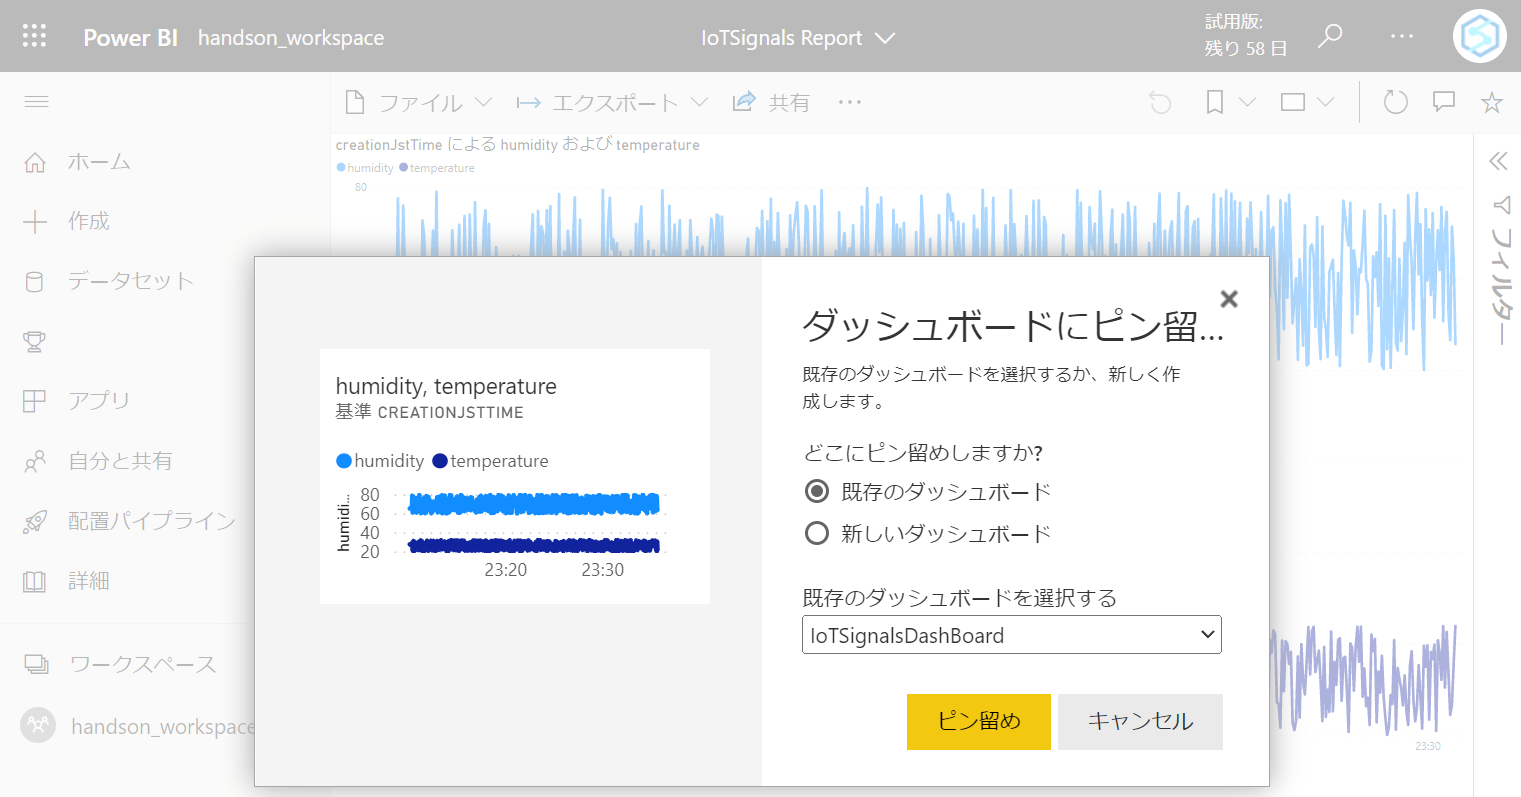 Power BI
handson_workspace
IoTSignals Report
試用版:
残り 58 日
ファイル
エクスポート
共有
ホーム
作成
データセット
アプリ
自分と共有
配置パイプライン
詳細
ワークスペース
handson_workspace
creationJstTime による humidity および temperature
humidity temperature
80
フィルター
humidity, temperature
基準 CREATIONJSTTIME
humidity temperature
humidi...
80
60
40
20
23:20 23:30
ダッシュボードにピン留...
既存のダッシュボードを選択するか、新しく作
成します。
どこにピン留めしますか?
既存のダッシュボード
新しいダッシュボード
既存のダッシュボードを選択する
IoTSignalsDashBoard
ピン留め キャンセル
23:30